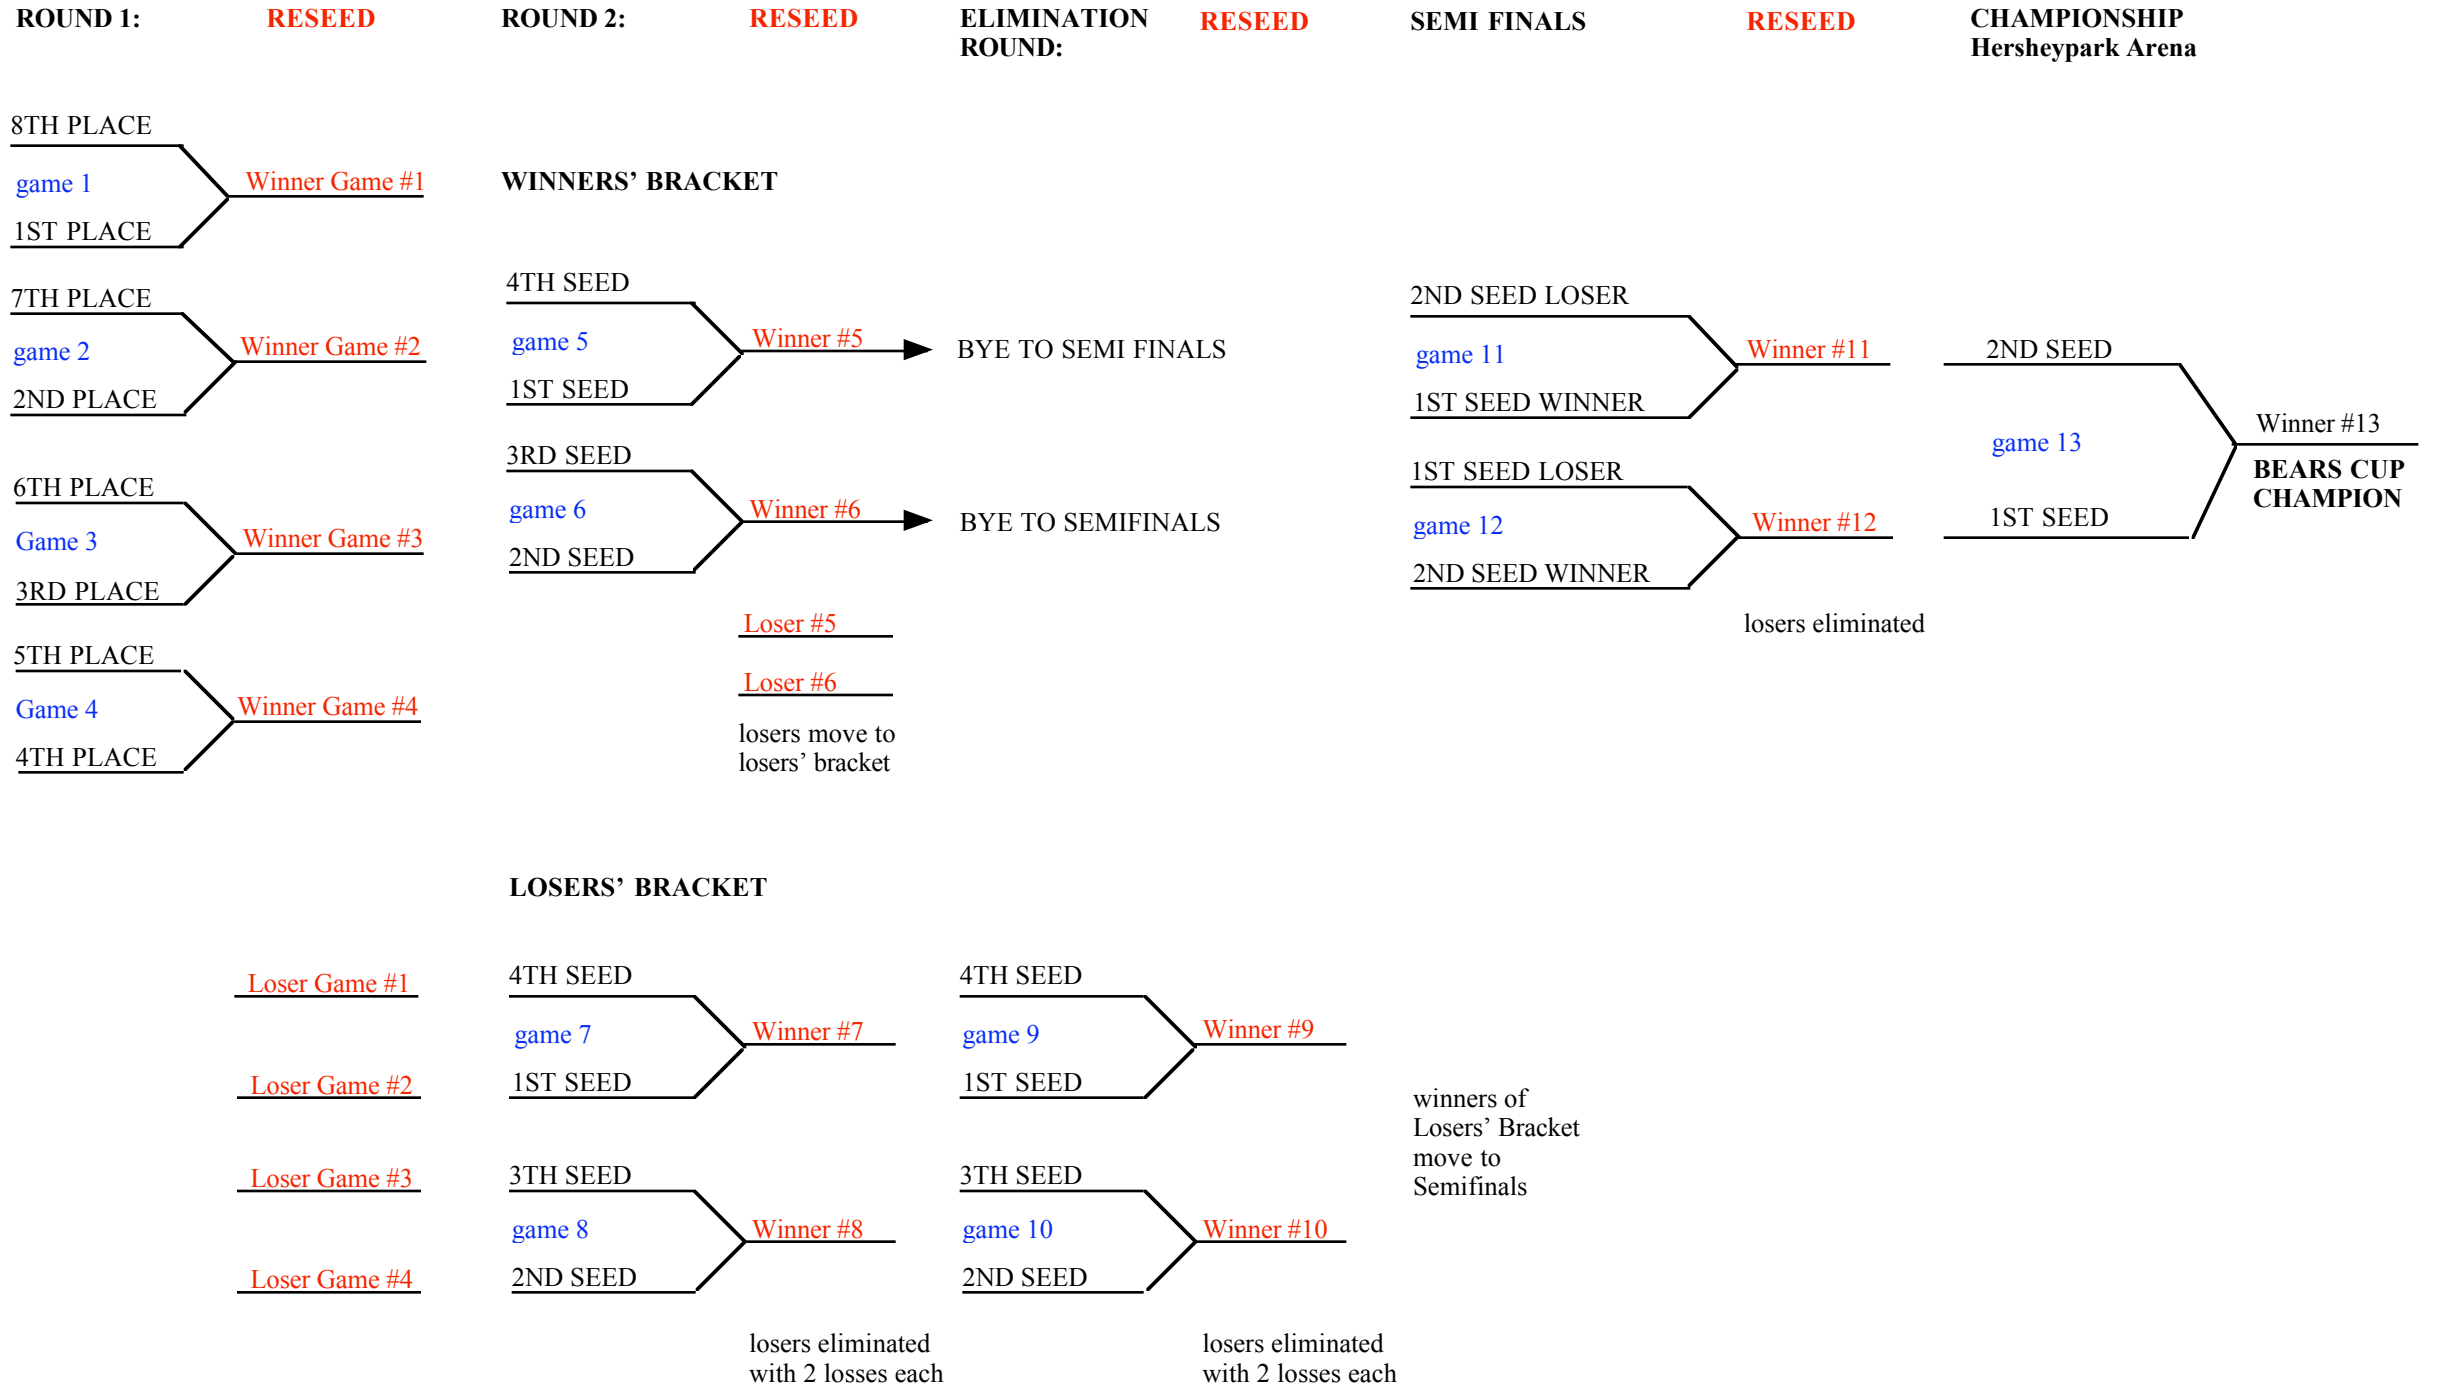 ROUND 1:
RESEED
ROUND 2:
RESEED
ELIMINATION
ROUND:
RESEED
SEMI FINALS
RESEED
CHAMPIONSHIP
Hersheypark Arena
8TH PLACE
game 1
1ST PLACE
Winner Game #1
7TH PLACE
game 2
2ND PLACE
Winner Game #2
6TH PLACE
Game 3
3RD PLACE
Winner Game #3
5TH PLACE
Game 4
4TH PLACE
Winner Game #4
WINNERS’ BRACKET
4TH SEED
game 5
1ST SEED
Winner #5
BYE TO SEMI FINALS
3RD SEED
game 6
2ND SEED
Winner #6
BYE TO SEMIFINALS
Loser #5
Loser #6
losers move to
losers’ bracket
2ND SEED LOSER
game 11
1ST SEED WINNER
Winner #11
1ST SEED LOSER
game 12
2ND SEED WINNER
Winner #12
losers eliminated
2ND SEED
game 13
1ST SEED
Winner #13
BEARS CUP
CHAMPION
LOSERS’ BRACKET
Loser Game #1
Loser Game #2
Loser Game #3
Loser Game #4
4TH SEED
game 7
1ST SEED
Winner #7
3TH SEED
game 8
2ND SEED
Winner #8
losers eliminated
with 2 losses each
4TH SEED
game 9
1ST SEED
Winner #9
3TH SEED
game 10
2ND SEED
Winner #10
losers eliminated
with 2 losses each
winners of
Losers’ Bracket
move to
Semifinals